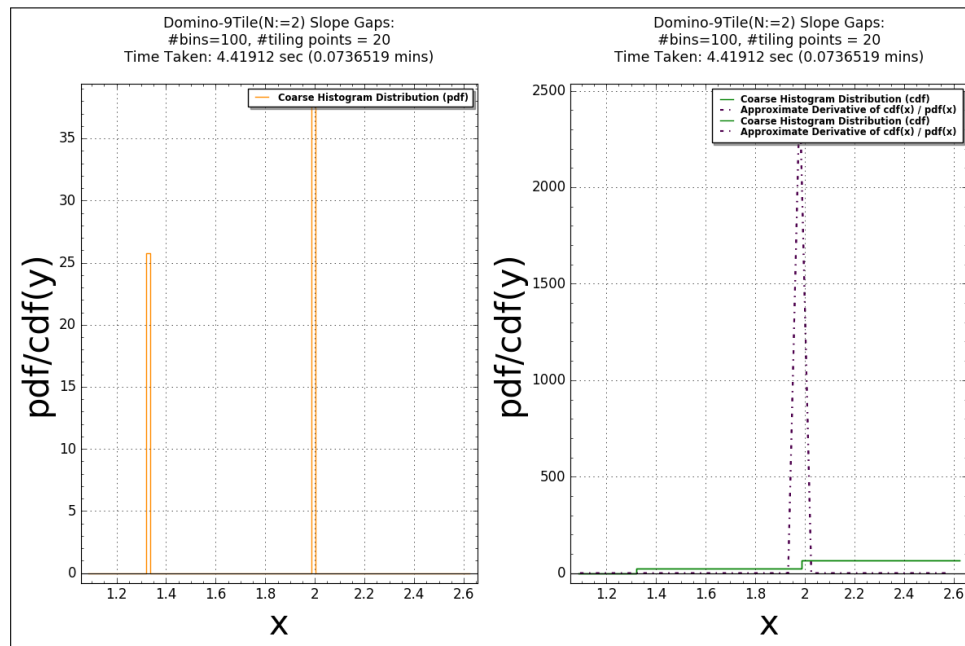 Domino-9Tile(N:=2) Slope Gaps:
#bins=100, #tiling points = 20
Time Taken: 4.41912 sec (0.0736519 mins)
Coarse Histogram Distribution (pdf)
35
30
25
20
15
10
5
0
pdf/cdf(y)
1.2 1.4 1.6 1.8 2 2.2 2.4 2.6
x
Domino-9Tile(N:=2) Slope Gaps:
#bins=100, #tiling points = 20
Time Taken: 4.41912 sec (0.0736519 mins)
Coarse Histogram Distribution (cdf)
Approximate Derivative of cdf(x) / pdf(x)
Coarse Histogram Distribution (cdf)
Approximate Derivative of cdf(x) / pdf(x)
2500
2000
1500
1000
500
0
pdf/cdf(y)
1.2 1.4 1.6 1.8 2 2.2 2.4 2.6
x